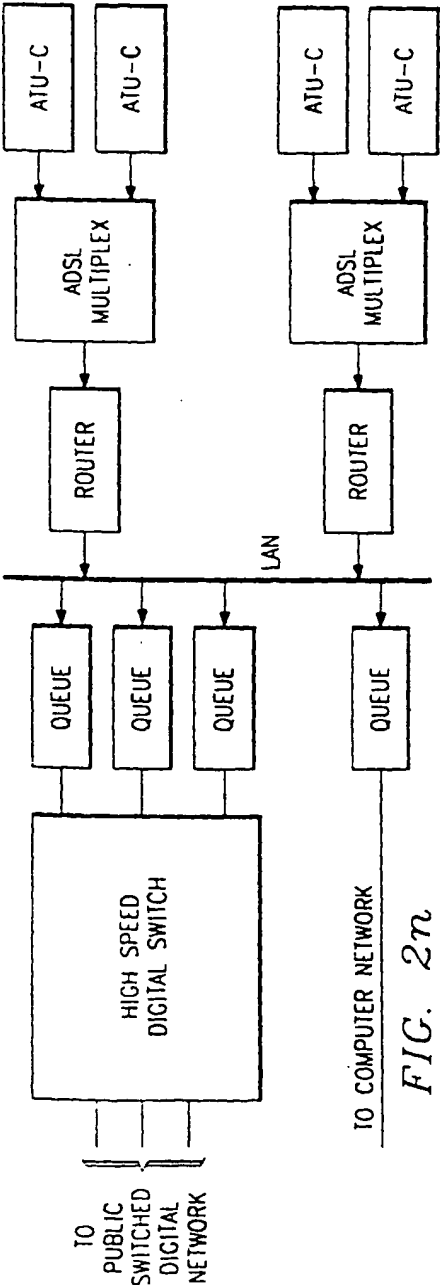 TO
PUBLIC
SWITCHED
DIGITAL
NETWORK
HIGH SPEED
DIGITAL SWITCH
QUEUE
QUEUE
QUEUE
ROUTER
ADSL
MULTIPLEX
ATU-C
ATU-C
LAN
TO COMPUTER NETWORK
QUEUE
ROUTER
ADSL
MULTIPLEX
ATU-C
ATU-C
FIG. 2n